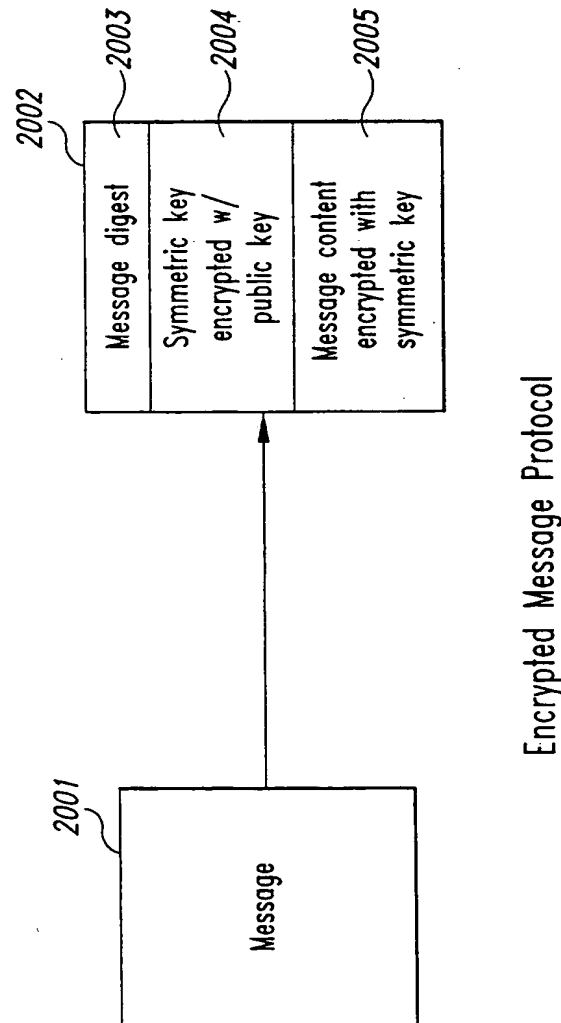 2001
Message
2002
Message digest
2003
Symmetric key
encrypted w/
public key
2004
Message content
encrypted with
symmetric key
2005
Encrypted Message Protocol